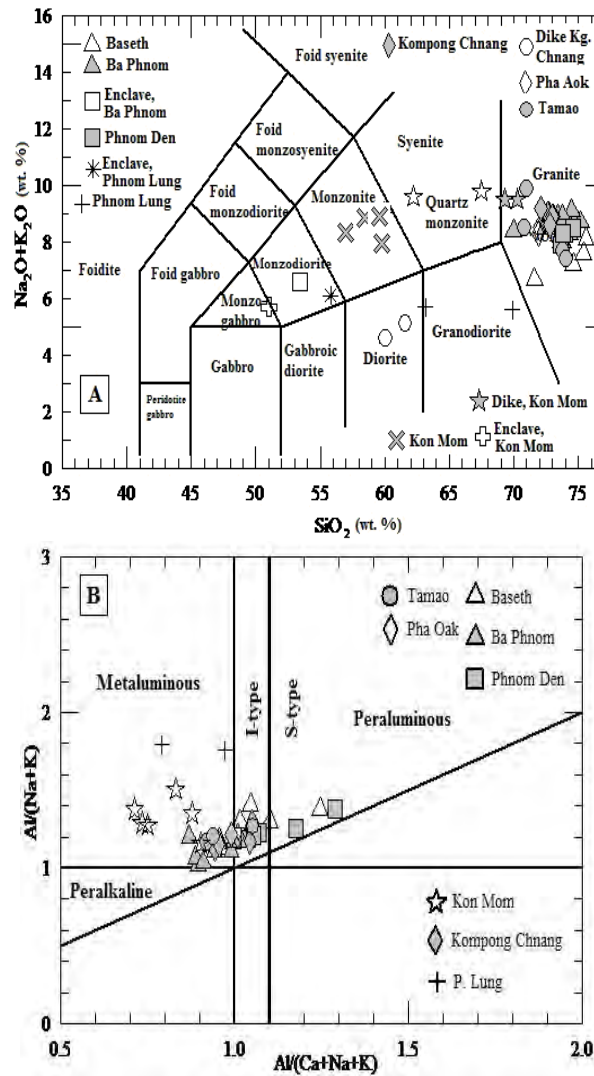 A
Na₂O+K₂O (wt. %)
16
14
12
10
8
6
4
2
0
Baseth
Ba Phnom
Enclave,
Ba Phnom
Phnom Den
Enclave,
Phnom Lung
Phnom Lung
Kompong Chnang
Dike Kg.
Chnang
Pha Aok
Tamao
Foid syenite
Foid
monzosyenite
Foid
monzodiorite
Foid gabbro
Foidite
Syenite
Monzonite
Quartz
monzonite
Granite
Monzodiorite
Monzo
gabbro
Gabbro
Gabbroic
diorite
Diorite
Granodiorite
Peridotite
gabbro
Dike, Kon Mom
Kon Mom
Enclave,
Kon Mom
35 40 45 50 55 60 65 70 75
SiO₂ (wt. %)
B
Al/(Na+K)
3
2
1
0
Tamao
Baseth
Pha Oak
Ba Phnom
Phnom Den
Metaluminous
I-type
S-type
Peraluminous
Peralkaline
Kon Mom
Kompong Chnang
P. Lung
0.5 1.0 2.0
Al/(Ca+Na+K)